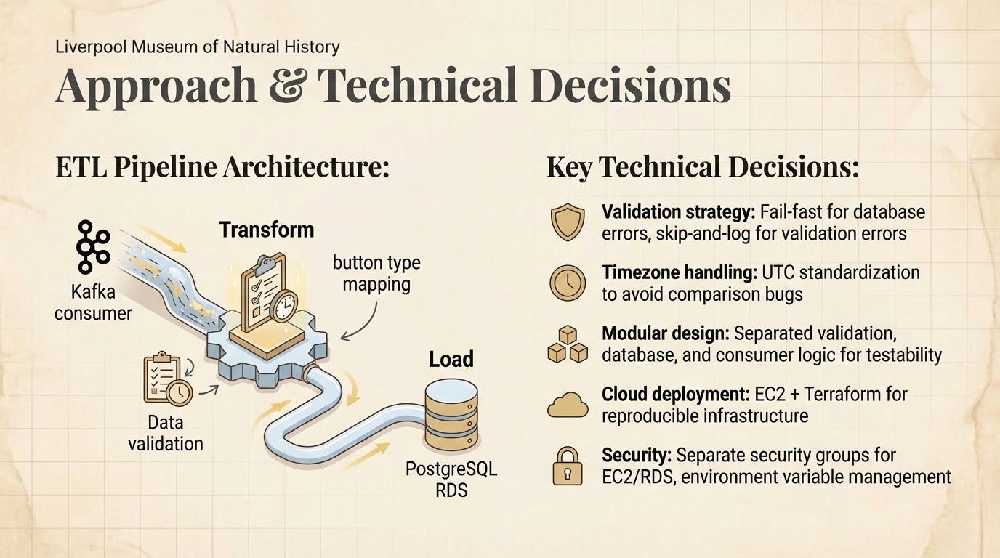 Liverpool Museum of Natural History
Approach & Technical Decisions
ETL Pipeline Architecture:
Kafka
consumer
Transform
button type
mapping
Data
validation
Load
PostgreSQL
RDS
Key Technical Decisions:
Validation strategy: Fail-fast for database
errors, skip-and-log for validation errors
Timezone handling: UTC standardization
to avoid comparison bugs
Modular design: Separated validation,
database, and consumer logic for testability
Cloud deployment: EC2 + Terraform for
reproducible infrastructure
Security: Separate security groups for
EC2/RDS, environment variable management